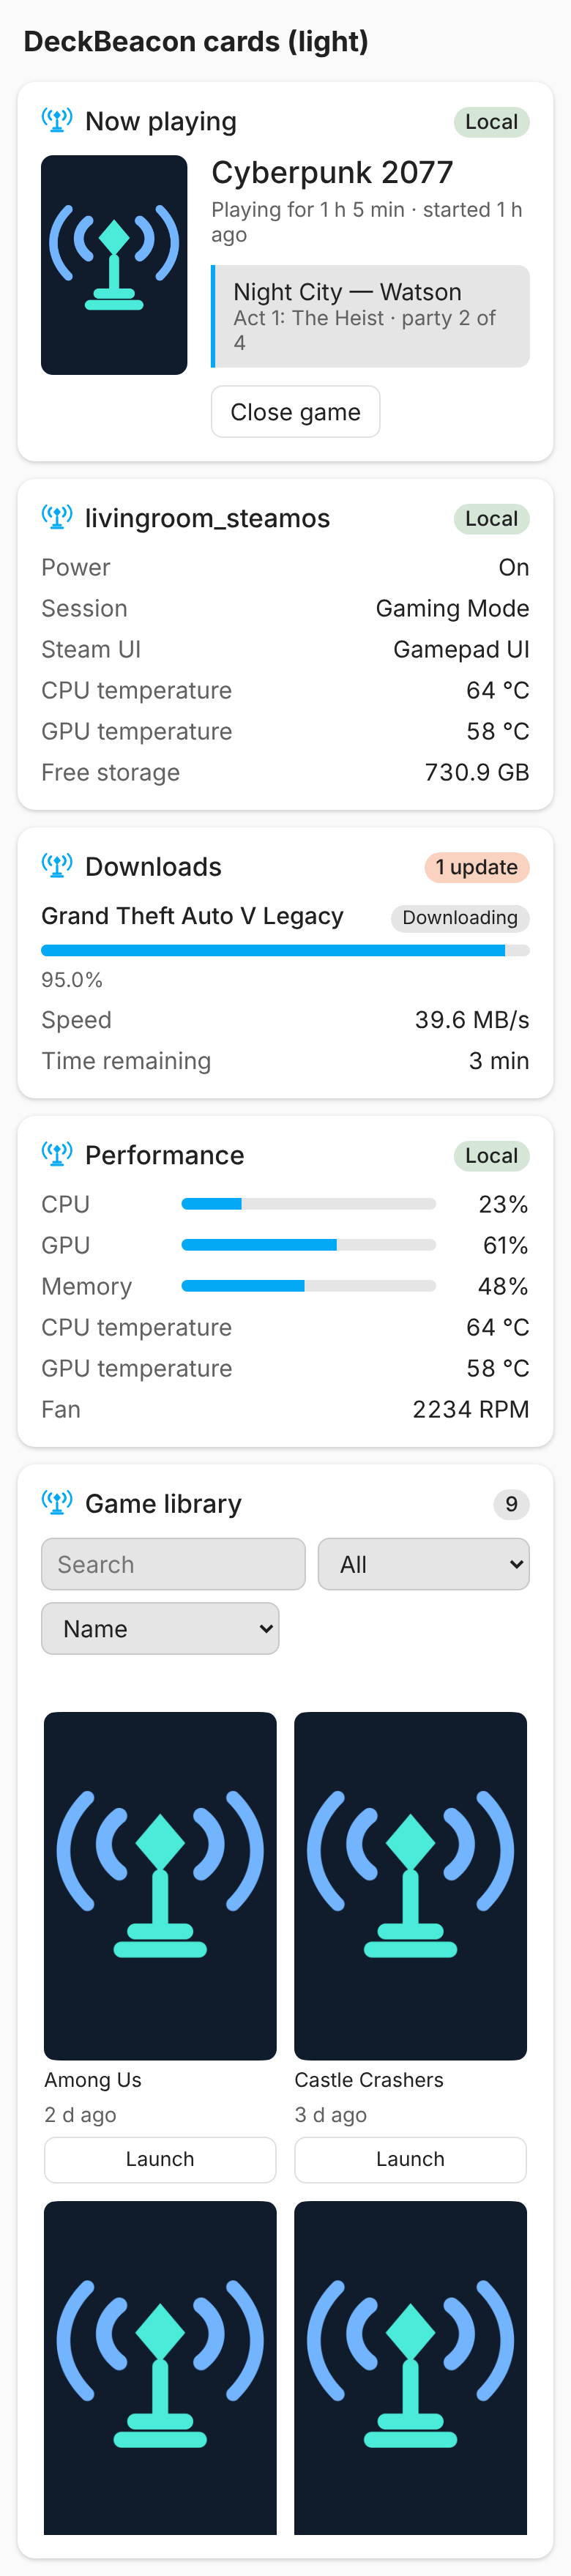 DeckBeacon cards (light)
Now playing
Local
Cyberpunk 2077
Playing for 1 h 5 min · started 1 h
ago
Night City — Watson
Act 1: The Heist · party 2 of
4
Close game
livingroom_steamos
Local
Power On
Session Gaming Mode
Steam UI Gamepad UI
CPU temperature 64 °C
GPU temperature 58 °C
Free storage 730.9 GB
Downloads
1 update
Grand Theft Auto V Legacy
Downloading
95.0%
Speed 39.6 MB/s
Time remaining 3 min
Performance
Local
CPU 23%
GPU 61%
Memory 48%
CPU temperature 64 °C
GPU temperature 58 °C
Fan 2234 RPM
Game library
9
Search
All
Name
Among Us
2 d ago
Launch
Castle Crashers
3 d ago
Launch